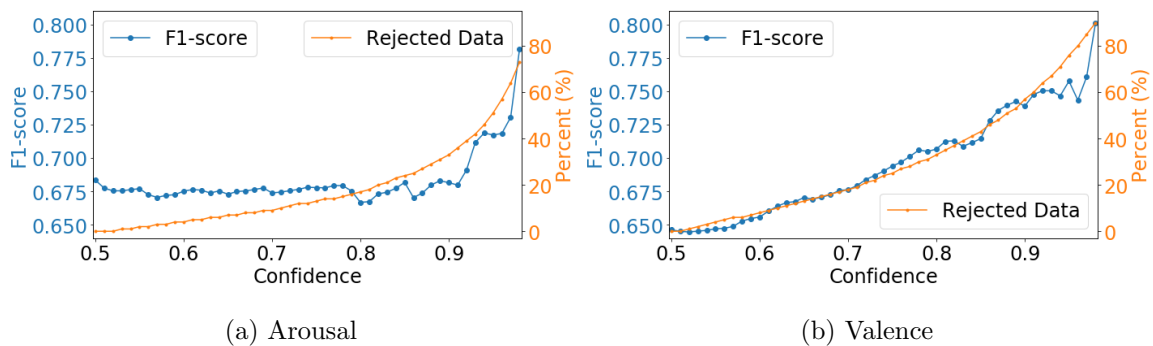 F1-score
Rejected Data
0.800
0.775
0.750
0.725
0.700
0.675
0.650
F1-score
80
60
40
20
0
Percent (%)
0.5 0.6 0.7 0.8 0.9
Confidence
(a) Arousal
F1-score
Rejected Data
0.800
0.775
0.750
0.725
0.700
0.675
0.650
F1-score
80
60
40
20
0
Percent (%)
0.5 0.6 0.7 0.8 0.9
Confidence
(b) Valence